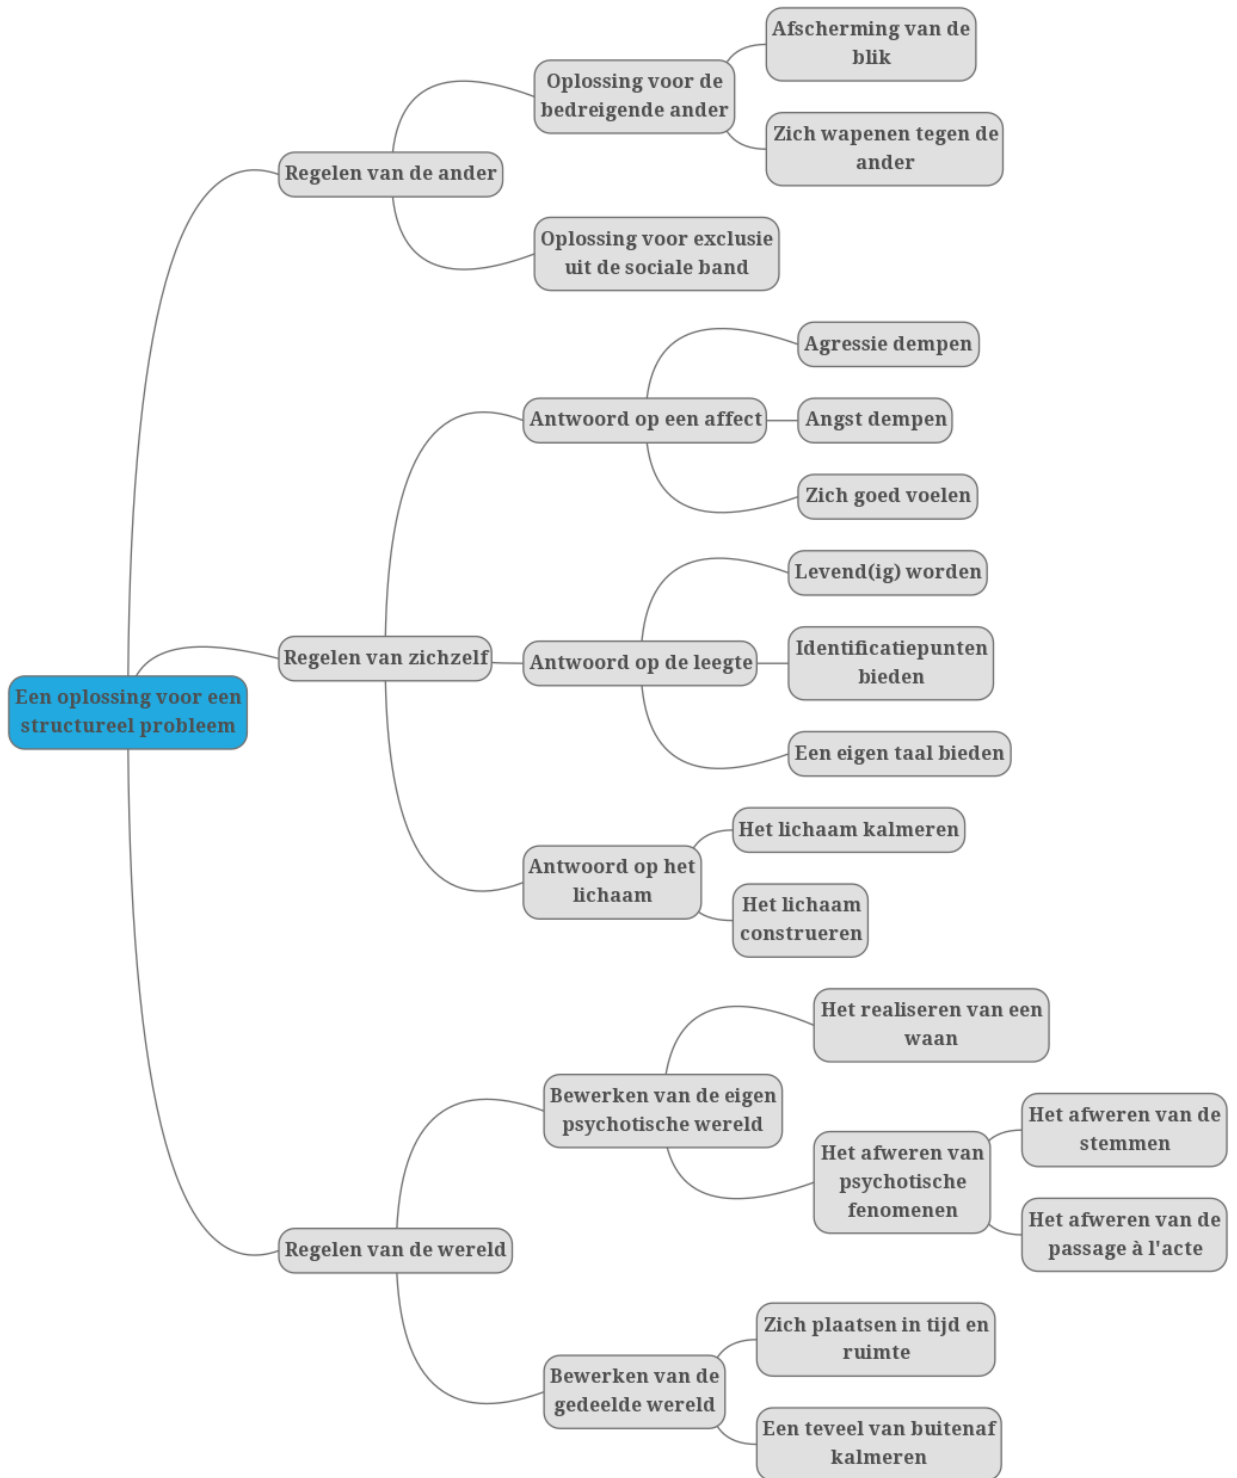 Afscherming van de
blik
Oplossing voor de
bedreigende ander
Zich wapenen tegen de
ander
Regelen van de ander
Oplossing voor exclusie
uit de sociale band
Agressie dempen
Antwoord op een affect
Angst dempen
Zich goed voelen
Levend(ig) worden
Regelen van zichzelf
Antwoord op de leegte
Identificatiepunten
bieden
Een oplossing voor een
structureel probleem
Een eigen taal bieden
Het lichaam kalmeren
Antwoord op het
lichaam
Het lichaam
construeren
Het realiseren van een
waan
Bewerken van de eigen
psychotische wereld
Het afweren van de
stemmen
Het afweren van
psychotische
fenomenen
Het afweren van de
passage à l'acte
Regelen van de wereld
Zich plaatsen in tijd en
ruimte
Bewerken van de
gedeelde wereld
Een teveel van buitenaf
kalmeren